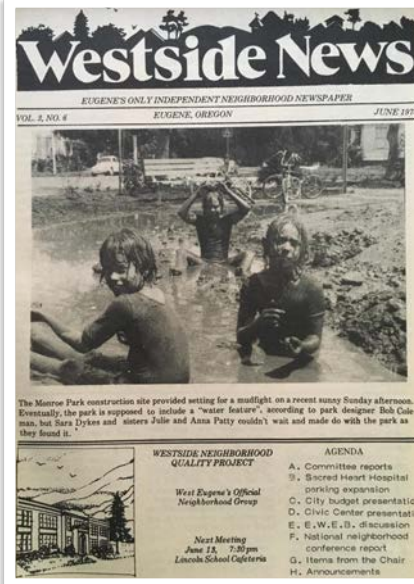 Westside News
EUGENE'S ONLY INDEPENDENT NEIGHBORHOOD NEWSPAPER
VOL. 2, NO. 6 EUGENE, OREGON JUNE 197
The Monroe Park construction site provided setting for a mudfight on a recent sunny Sunday afternoon.
Eventually, the park is supposed to include a "water feature", according to park designer Bob Cole
man, but Sara Dykes and sisters Julie and Anna Patty couldn't wait and made do with the park as
they found it.
WESTSIDE NEIGHBORHOOD
QUALITY PROJECT
West Eugene's Official
Neighborhood Group
Next Meeting
June 13, 7:30pm
Lincoln School Cafeteria
AGENDA
A. Committee reports
B. Sacred Heart Hospital
parking expansion
C. City budget presentatio
D. Civic Center presentati
E. E.W.E.B. discussion
F. National neighborhood
conference report
G. Items from the Chair
H. Announcements